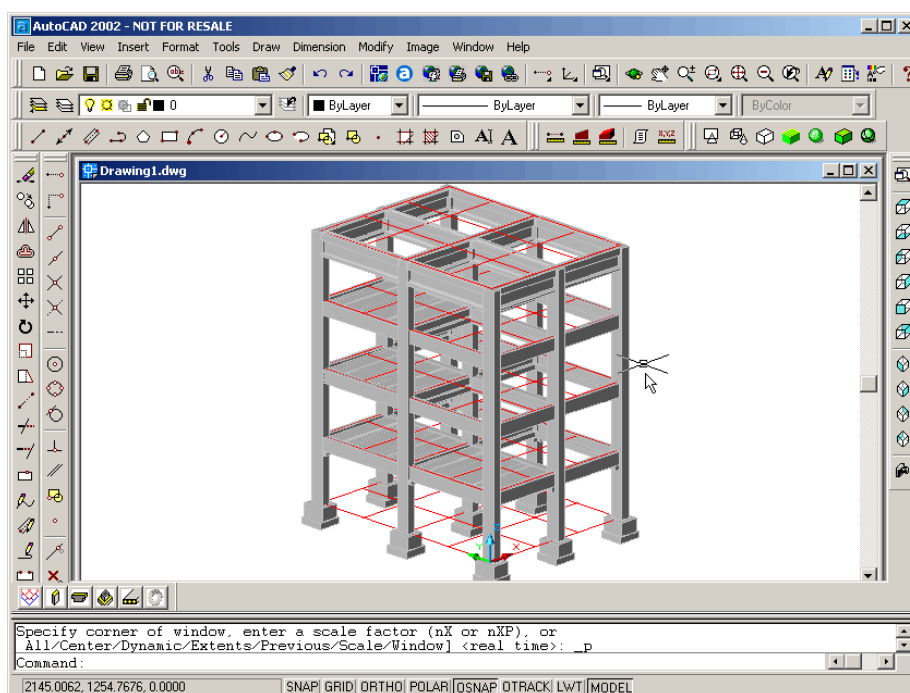 AutoCAD 2002 - NOT FOR RESALE
File Edit View Insert Format Tools Draw Dimension Modify Image Window Help
0 ByLayer ByLayer ByLayer ByColor
A A X,Y,Z
Drawing1.dwg
Z
Y X
Specify corner of window, enter a scale factor (nX or nXP), or
All/Center/Dynamic/Extents/Previous/Scale/Window] <real time>: _p
Command:
2145.0062, 1254.7676, 0.0000 SNAP GRID ORTHO POLAR OSNAP OTRACK LWT MODEL